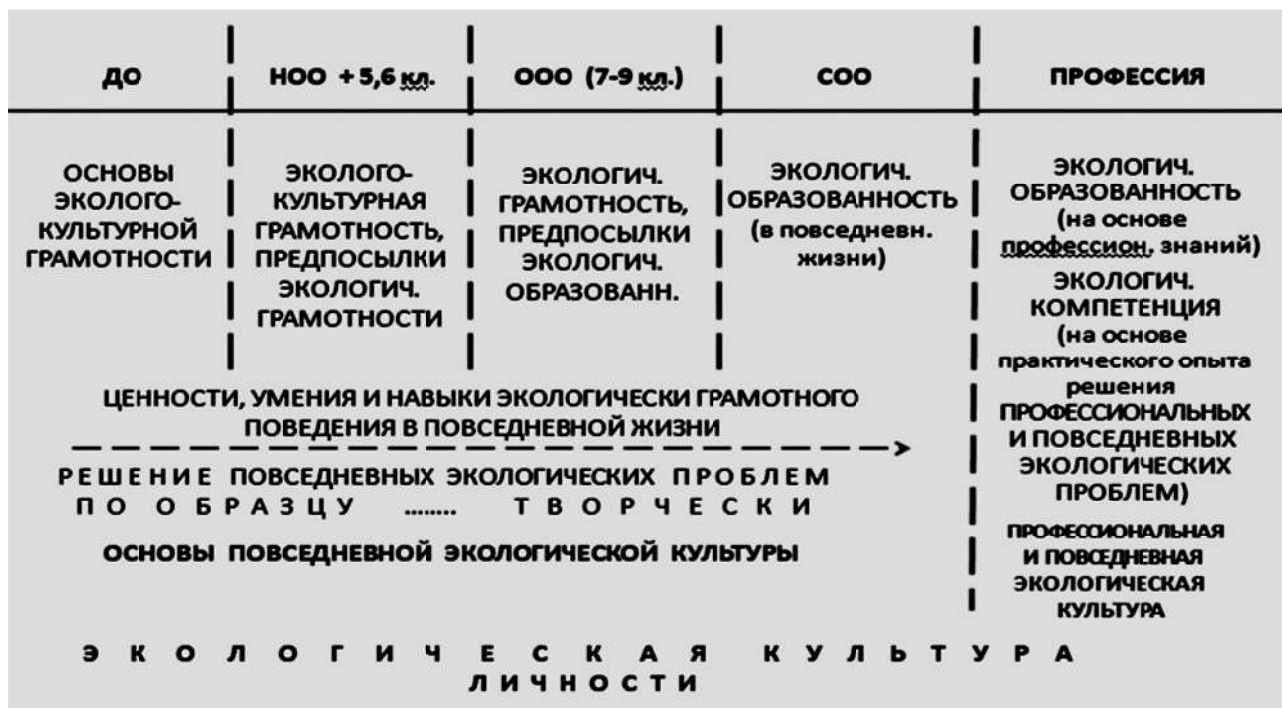 ДО
НОО + 5,6 кл.
ООО (7-9 кл.)
СОО
ПРОФЕССИЯ
ОСНОВЫ
ЭКОЛОГО-
КУЛЬТУРНОЙ
ГРАМОТНОСТИ
ЭКОЛОГО-
КУЛЬТУРНАЯ
ГРАМОТНОСТЬ,
ПРЕДПОСЫЛКИ
ЭКОЛОГИЧ.
ГРАМОТНОСТИ
ЭКОЛОГИЧ.
ГРАМОТНОСТЬ,
ПРЕДПОСЫЛКИ
ЭКОЛОГИЧ.
ОБРАЗОВАНН.
ЭКОЛОГИЧ.
ОБРАЗОВАННОСТЬ
(в повседневн.
жизни)
ЭКОЛОГИЧ.
ОБРАЗОВАННОСТЬ
(на основе
професcион. знаний)
ЭКОЛОГИЧ.
КОМПЕТЕНЦИЯ
(на основе
практического опыта
решения
ПРОФЕССИОНАЛЬНЫХ
И ПОВСЕДНЕВНЫХ
ЭКОЛОГИЧЕСКИХ
ПРОБЛЕМ)
ПРОФЕССИОНАЛЬНАЯ
И ПОВСЕДНЕВНАЯ
ЭКОЛОГИЧЕСКАЯ
КУЛЬТУРА
ЦЕННОСТИ, УМЕНИЯ И НАВЫКИ ЭКОЛОГИЧЕСКИ ГРАМОТНОГО
ПОВЕДЕНИЯ В ПОВСЕДНЕВНОЙ ЖИЗНИ
РЕШЕНИЕ ПОВСЕДНЕВНЫХ ЭКОЛОГИЧЕСКИХ ПРОБЛЕМ
ПО ОБРАЗЦУ ........ ТВОРЧЕСКИ
ОСНОВЫ ПОВСЕДНЕВНОЙ ЭКОЛОГИЧЕСКОЙ КУЛЬТУРЫ
ЭКОЛОГИЧЕСКАЯ КУЛЬТУРА
ЛИЧНОСТИ